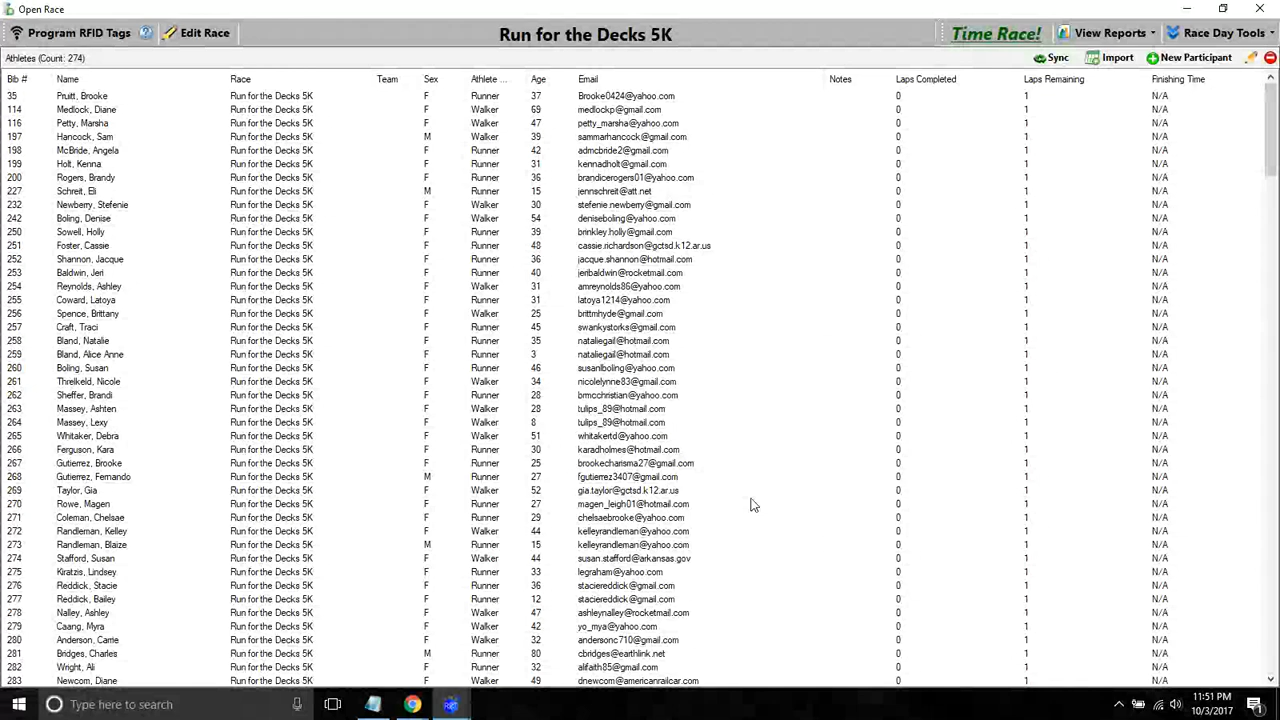 Open Race
Program RFID Tags Edit Race Run for the Decks 5K Time Race! View Reports Race Day Tools
Athletes (Count: 274) Sync Import New Participant
Bib # Name Race Team Sex Athlete ... Age Email Notes Laps Completed Laps Remaining Finishing Time
35 Pruitt, Brooke Run for the Decks 5K F Runner 37 Brooke0424@yahoo.com 0 1 N/A
114 Medlock, Diane Run for the Decks 5K F Walker 69 medlockp@gmail.com 0 1 N/A
116 Petty, Marsha Run for the Decks 5K F Walker 47 petty_marsha@yahoo.com 0 1 N/A
197 Hancock, Sam Run for the Decks 5K M Walker 39 sammarhancock@gmail.com 0 1 N/A
198 McBride, Angela Run for the Decks 5K F Runner 42 admcbride2@gmail.com 0 1 N/A
199 Holt, Kenna Run for the Decks 5K F Runner 31 kennadholt@gmail.com 0 1 N/A
200 Rogers, Brandy Run for the Decks 5K F Runner 36 brandicerogers01@yahoo.com 0 1 N/A
227 Schreit, Eli Run for the Decks 5K M Runner 15 jennschreit@att.net 0 1 N/A
232 Newberry, Stefenie Run for the Decks 5K F Walker 30 stefenie.newberry@gmail.com 0 1 N/A
242 Boling, Denise Run for the Decks 5K F Walker 54 deniseboling@yahoo.com 0 1 N/A
250 Sowell, Holly Run for the Decks 5K F Runner 39 brinkley.holly@gmail.com 0 1 N/A
251 Foster, Cassie Run for the Decks 5K F Runner 48 cassie.richardson@gctsd.k12.ar.us 0 1 N/A
252 Shannon, Jacque Run for the Decks 5K F Runner 36 jacque.shannon@hotmail.com 0 1 N/A
253 Baldwin, Jeri Run for the Decks 5K F Runner 40 jeribaldwin@rocketmail.com 0 1 N/A
254 Reynolds, Ashley Run for the Decks 5K F Runner 31 amreynolds86@yahoo.com 0 1 N/A
255 Coward, Latoya Run for the Decks 5K F Runner 31 latoya1214@yahoo.com 0 1 N/A
256 Spence, Brittany Run for the Decks 5K F Runner 25 brittmhyde@gmail.com 0 1 N/A
257 Craft, Traci Run for the Decks 5K F Runner 45 swankystorks@gmail.com 0 1 N/A
258 Bland, Natalie Run for the Decks 5K F Runner 35 nataliegail@hotmail.com 0 1 N/A
259 Bland, Alice Anne Run for the Decks 5K F Runner 3 nataliegail@hotmail.com 0 1 N/A
260 Boling, Susan Run for the Decks 5K F Runner 46 susanlboling@yahoo.com 0 1 N/A
261 Threlkeld, Nicole Run for the Decks 5K F Walker 34 nicolelynne83@gmail.com 0 1 N/A
262 Sheffer, Brandi Run for the Decks 5K F Runner 28 brmcchristian@yahoo.com 0 1 N/A
263 Massey, Ashten Run for the Decks 5K F Walker 28 tulips_89@hotmail.com 0 1 N/A
264 Massey, Lexy Run for the Decks 5K F Walker 8 tulips_89@hotmail.com 0 1 N/A
265 Whitaker, Debra Run for the Decks 5K F Walker 51 whitakertd@yahoo.com 0 1 N/A
266 Ferguson, Kara Run for the Decks 5K F Runner 30 karadholmes@hotmail.com 0 1 N/A
267 Gutierrez, Brooke Run for the Decks 5K F Runner 25 brookecharisma27@gmail.com 0 1 N/A
268 Gutierrez, Fernando Run for the Decks 5K M Runner 27 fgutierrez3407@gmail.com 0 1 N/A
269 Taylor, Gia Run for the Decks 5K F Walker 52 gia.taylor@gctsd.k12.ar.us 0 1 N/A
270 Rowe, Magen Run for the Decks 5K F Runner 27 magen_leigh01@hotmail.com 0 1 N/A
271 Coleman, Chelsae Run for the Decks 5K F Runner 29 chelsaebrooke@yahoo.com 0 1 N/A
272 Randleman, Kelley Run for the Decks 5K F Walker 44 kelleyrandleman@yahoo.com 0 1 N/A
273 Randleman, Blaize Run for the Decks 5K M Runner 15 kelleyrandleman@yahoo.com 0 1 N/A
274 Stafford, Susan Run for the Decks 5K F Walker 44 susan.stafford@arkansas.gov 0 1 N/A
275 Kiratzis, Lindsey Run for the Decks 5K F Runner 33 legraham@yahoo.com 0 1 N/A
276 Reddick, Stacie Run for the Decks 5K F Runner 36 staciereddick@gmail.com 0 1 N/A
277 Reddick, Bailey Run for the Decks 5K F Runner 12 staciereddick@gmail.com 0 1 N/A
278 Nalley, Ashley Run for the Decks 5K F Walker 47 ashleynalley@rocketmail.com 0 1 N/A
279 Caang, Myra Run for the Decks 5K F Walker 42 yo_mya@yahoo.com 0 1 N/A
280 Anderson, Carrie Run for the Decks 5K F Walker 32 andersonc710@gmail.com 0 1 N/A
281 Bridges, Charles Run for the Decks 5K M Runner 80 cbridges@earthlink.net 0 1 N/A
282 Wright, Ali Run for the Decks 5K F Runner 32 alifaith85@gmail.com 0 1 N/A
283 Newcom, Diane Run for the Decks 5K F Walker 49 dnewcom@americanrailcar.com 0 1 N/A
Type here to search RXT 11:51 PM
10/3/2017